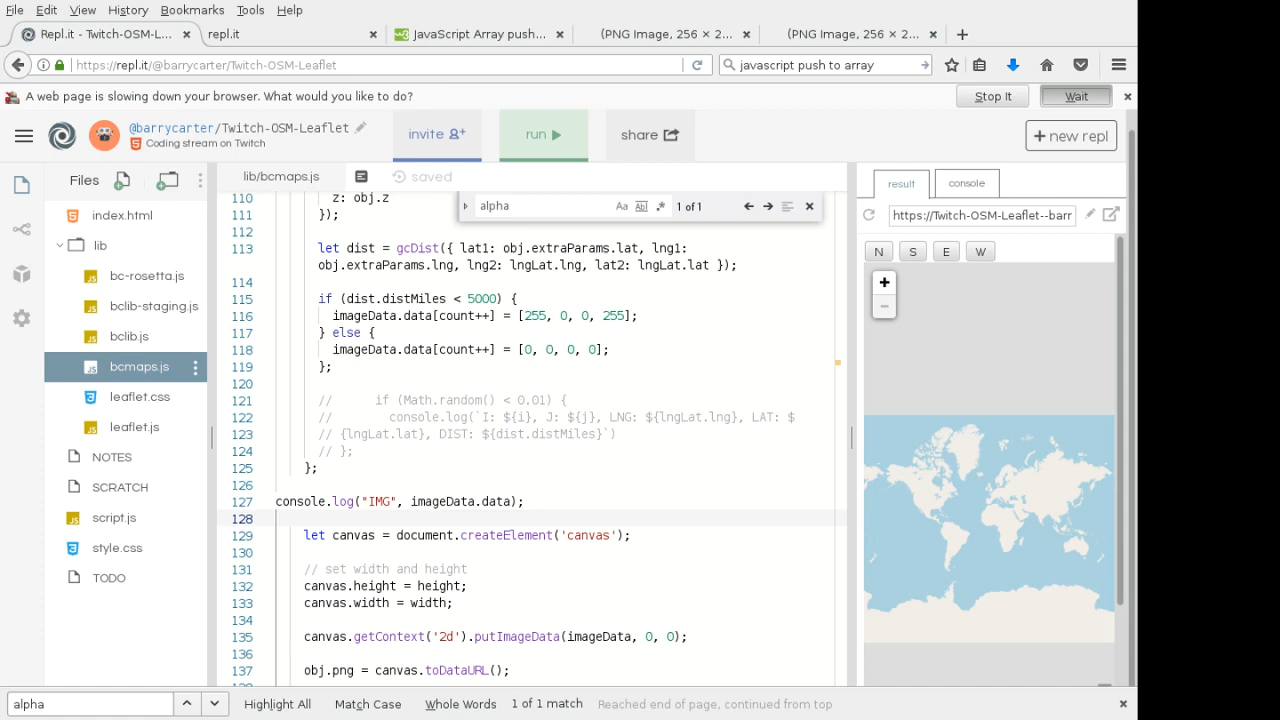 File Edit View History Bookmarks Tools Help
Repl.it - Twitch-OSM-L...
repl.it
JavaScript Array push...
(PNG Image, 256 × 2...
(PNG Image, 256 × 2...
https://repl.it/@barrycarter/Twitch-OSM-Leaflet
javascript push to array
A web page is slowing down your browser. What would you like to do?
Stop It
Wait
@barrycarter/Twitch-OSM-Leaflet
Coding stream on Twitch
invite
run
share
+ new repl
Files
lib/bcmaps.js
saved
result
console
alpha
Aa
Ab|
.*
1 of 1
https://Twitch-OSM-Leaflet--barr
N S E W
+
−
index.html
lib
bc-rosetta.js
bclib-staging.js
bclib.js
bcmaps.js
leaflet.css
leaflet.js
NOTES
SCRATCH
script.js
style.css
TODO
110 z: obj.z
111 });
112
113 let dist = gcDist({ lat1: obj.extraParams.lat, lng1:
obj.extraParams.lng, lng2: lngLat.lng, lat2: lngLat.lat });
114
115 if (dist.distMiles < 5000) {
116 imageData.data[count++] = [255, 0, 0, 255];
117 } else {
118 imageData.data[count++] = [0, 0, 0, 0];
119 };
120
121 // if (Math.random() < 0.01) {
122 // console.log(`I: ${i}, J: ${j}, LNG: ${lngLat.lng}, LAT: $
123 // {lngLat.lat}, DIST: ${dist.distMiles}`)
124 // };
125 };
126
127 console.log("IMG", imageData.data);
128
129 let canvas = document.createElement('canvas');
130
131 // set width and height
132 canvas.height = height;
133 canvas.width = width;
134
135 canvas.getContext('2d').putImageData(imageData, 0, 0);
136
137 obj.png = canvas.toDataURL();
alpha
Highlight All
Match Case
Whole Words
1 of 1 match
Reached end of page, continued from top